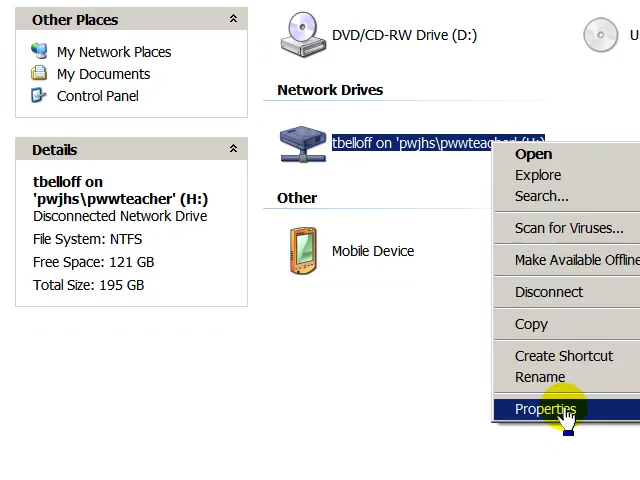 Other Places
My Network Places
My Documents
Control Panel
Details
tbelloff on
'pwjhs\pwwteacher' (H:)
Disconnected Network Drive
File System: NTFS
Free Space: 121 GB
Total Size: 195 GB
DVD/CD-RW Drive (D:)
Network Drives
tbelloff on 'pwjhs\pwwteacher' (H:)
Other
Mobile Device
Open
Explore
Search...
Scan for Viruses...
Make Available Offline
Disconnect
Copy
Create Shortcut
Rename
Properties